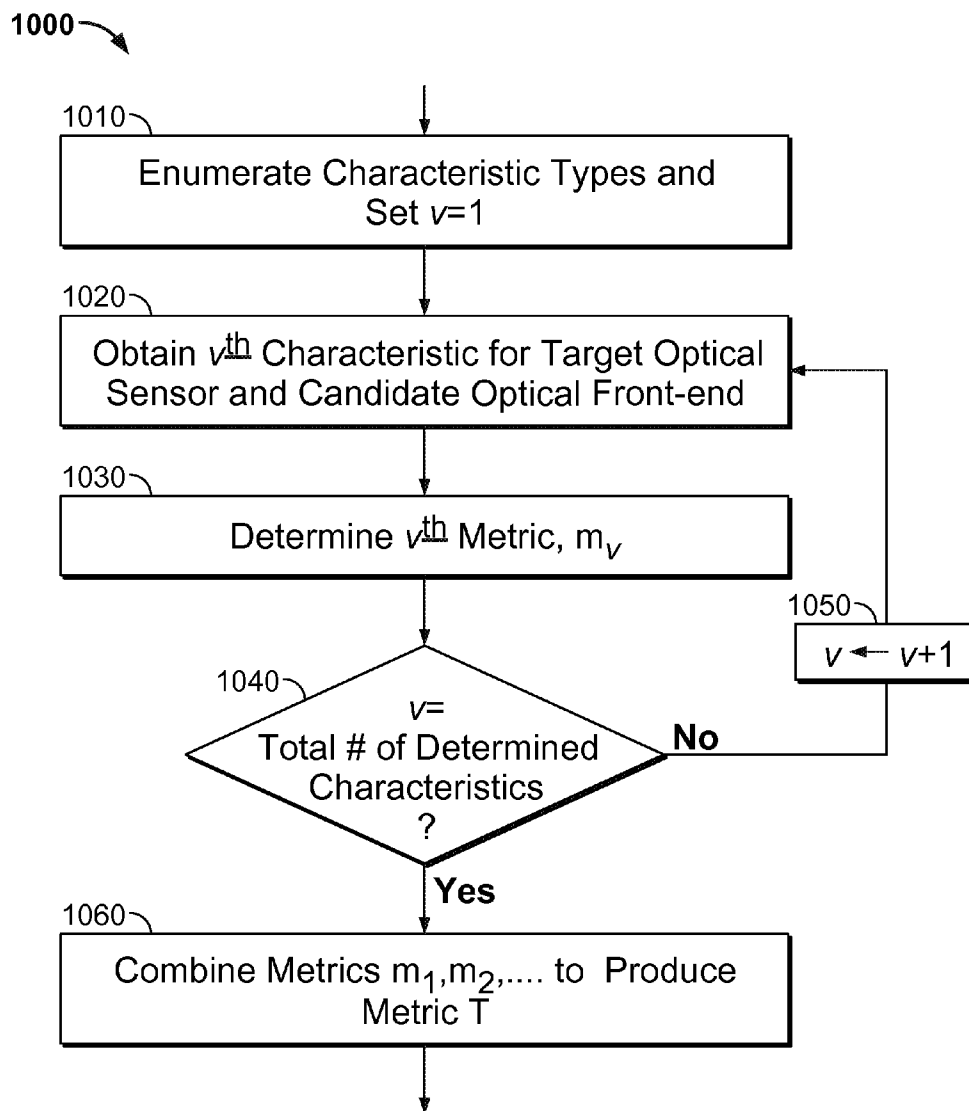 1000
1010
Enumerate Characteristic Types and
Set v=1
1020
Obtain vth Characteristic for Target Optical
Sensor and Candidate Optical Front-end
1030
Determine vth Metric, mv
1040
v=
Total # of Determined
Characteristics
?
No
1050
v ← v+1
Yes
1060
Combine Metrics m1,m2,.... to Produce
Metric T